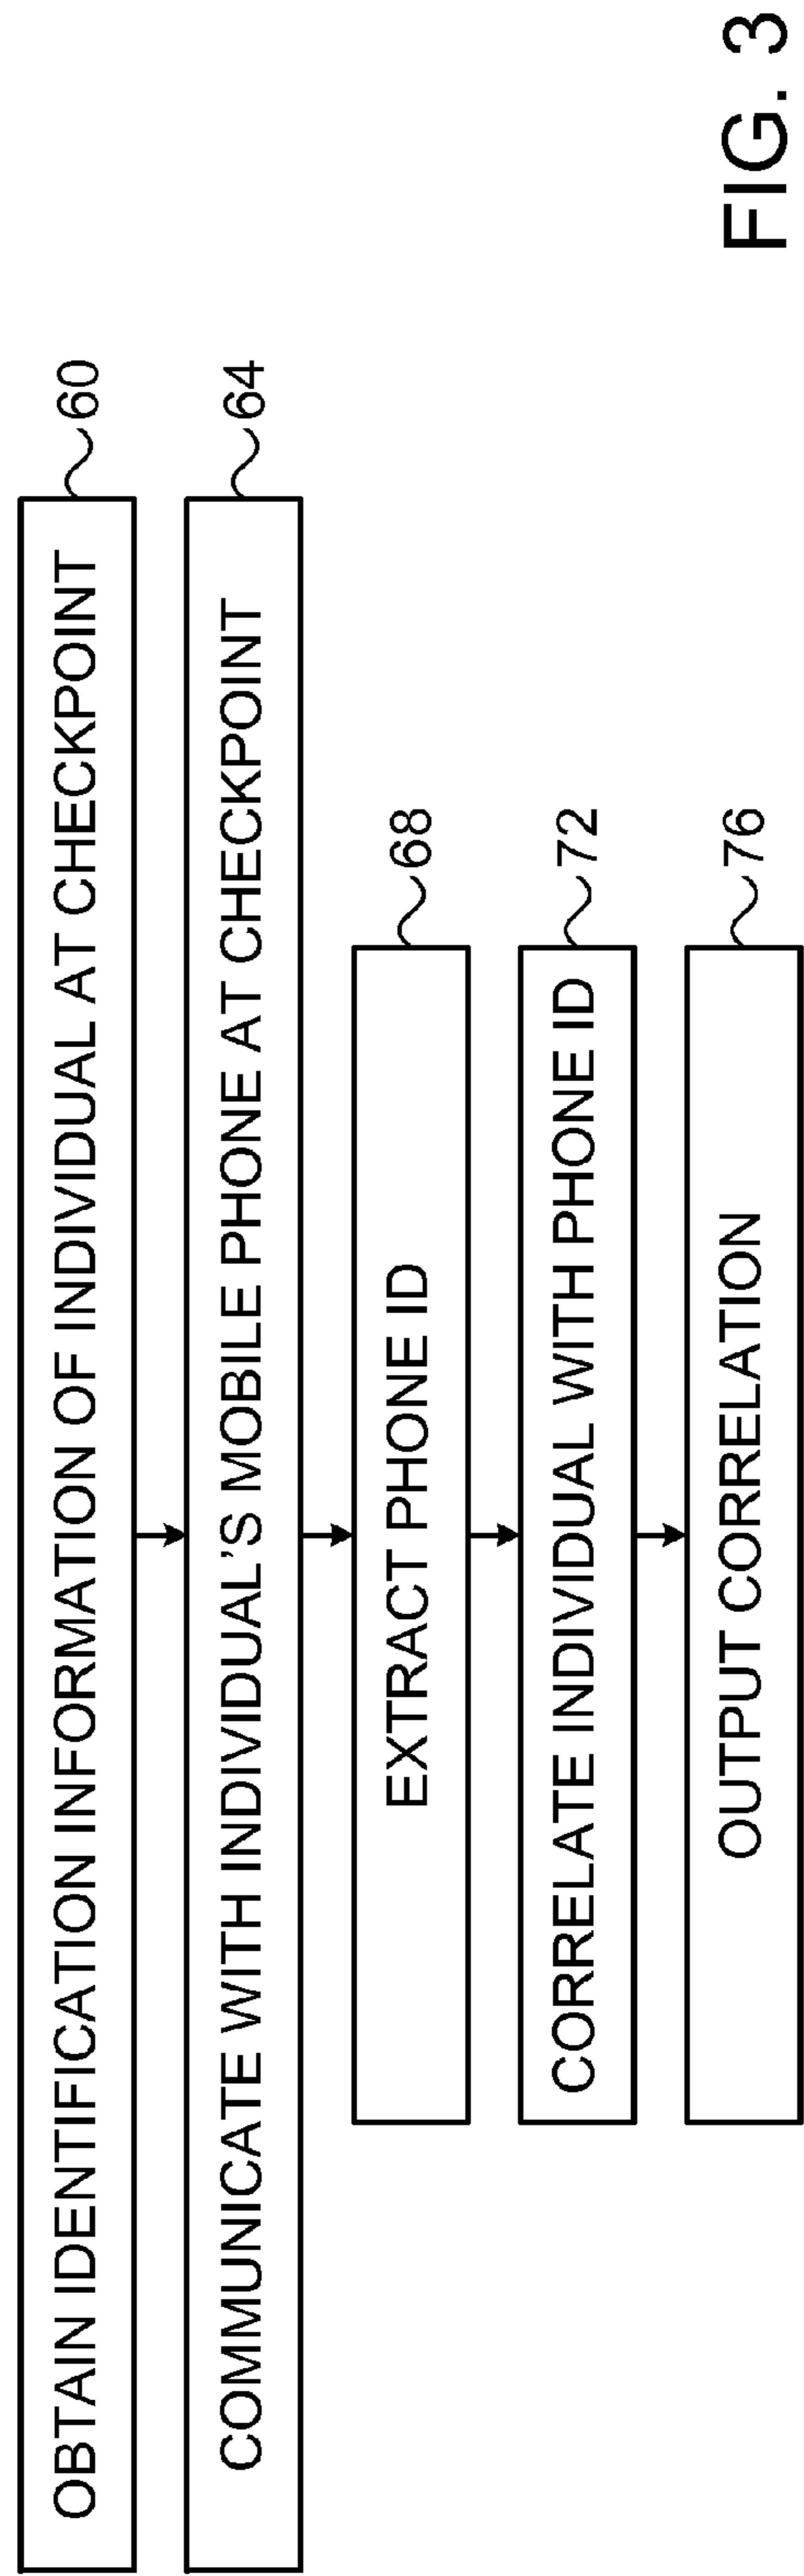 OBTAIN IDENTIFICATION INFORMATION OF INDIVIDUAL AT CHECKPOINT
60
COMMUNICATE WITH INDIVIDUAL'S MOBILE PHONE AT CHECKPOINT
64
EXTRACT PHONE ID
68
CORRELATE INDIVIDUAL WITH PHONE ID
72
OUTPUT CORRELATION
76
FIG. 3